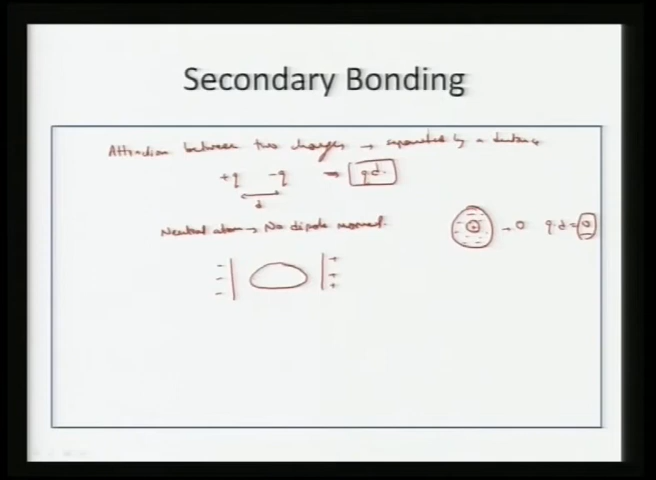 Secondary Bonding
Attraction between two charges → separated by a distance
+q -q → qd
d
Neutral atom → No dipole moment.
+ → 0 q.d = 0
- +
- +
- +